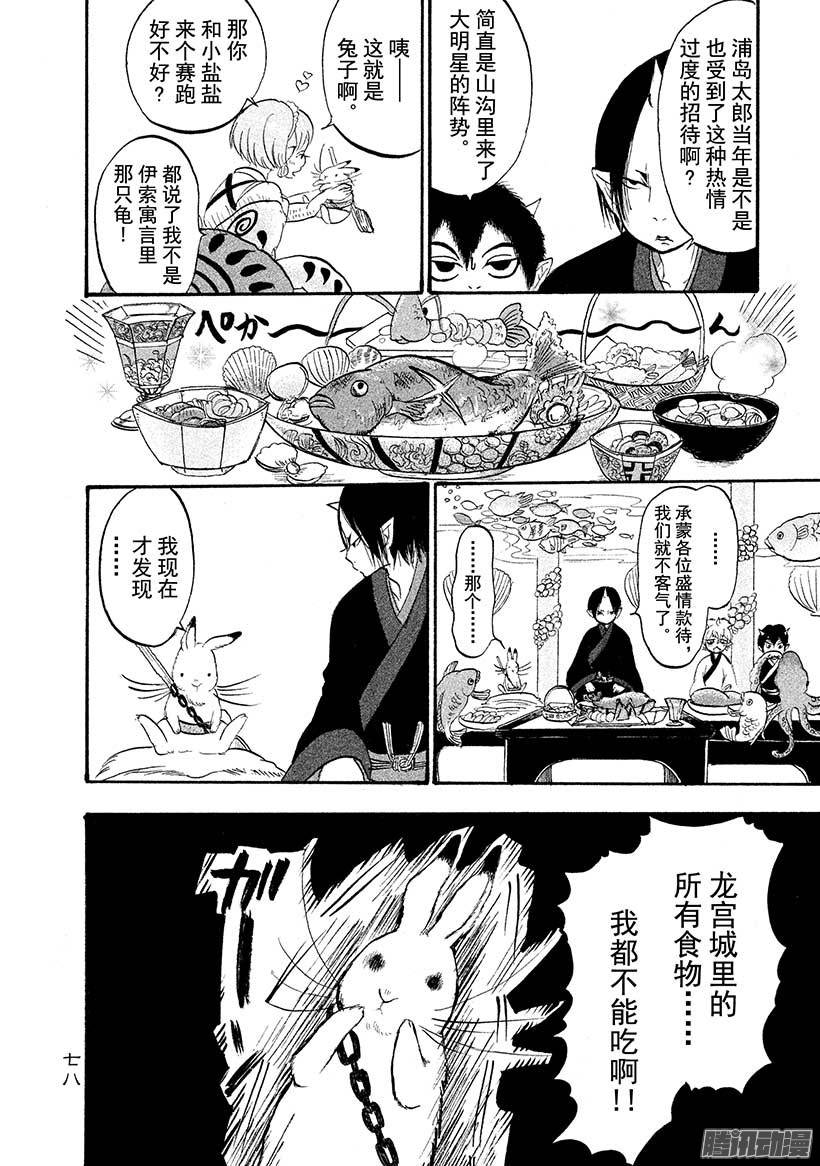 浦岛太郎当年是不是
也受到了这种热情
过度的招待啊?
简直是山沟里来了
大明星的阵势。
咦——
这就是
兔子啊。
那你
和小盐盐
来个赛跑
好不好?
都说了我不是
伊索寓言里
那只龟!
ペか〜
〜ん
……
承蒙各位盛情款待,
我们就不客气了。
……那个……
我现在
才发现
……
龙宫城里的
所有食物……
我都不能吃啊!!
ガ
七八
腾讯动漫